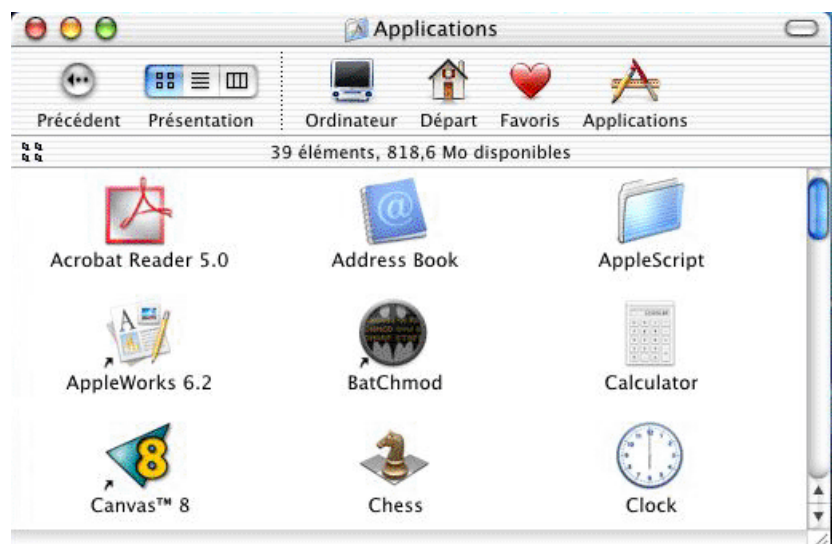 Applications
Précédent Présentation Ordinateur Départ Favoris Applications
39 éléments, 818,6 Mo disponibles
Acrobat Reader 5.0 Address Book AppleScript
AppleWorks 6.2 BatChmod Calculator
Canvas™ 8 Chess Clock